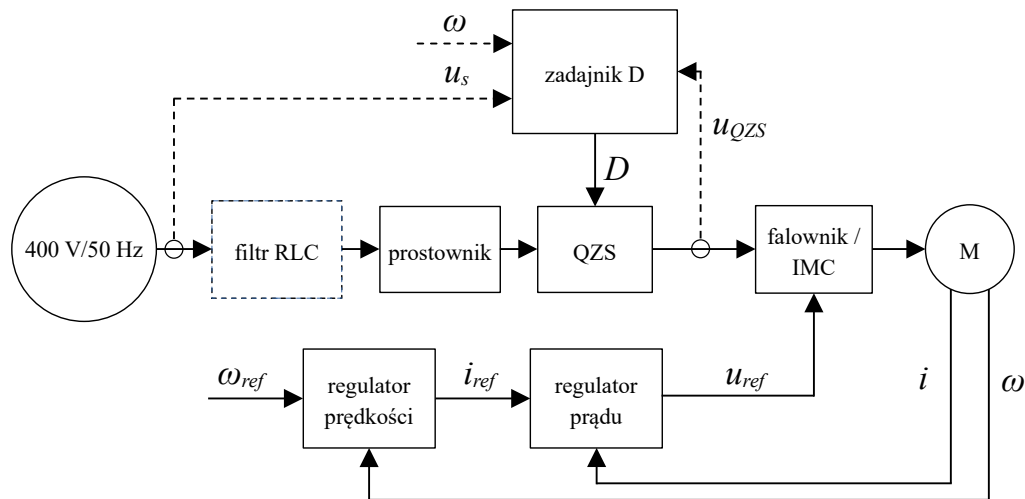 ω
zadajnik D
u_s
u_QZS
D
400 V/50 Hz
filtr RLC
prostownik
QZS
falownik /
IMC
M
ω_ref
regulator
prędkości
i_ref
regulator
prądu
u_ref
i
ω